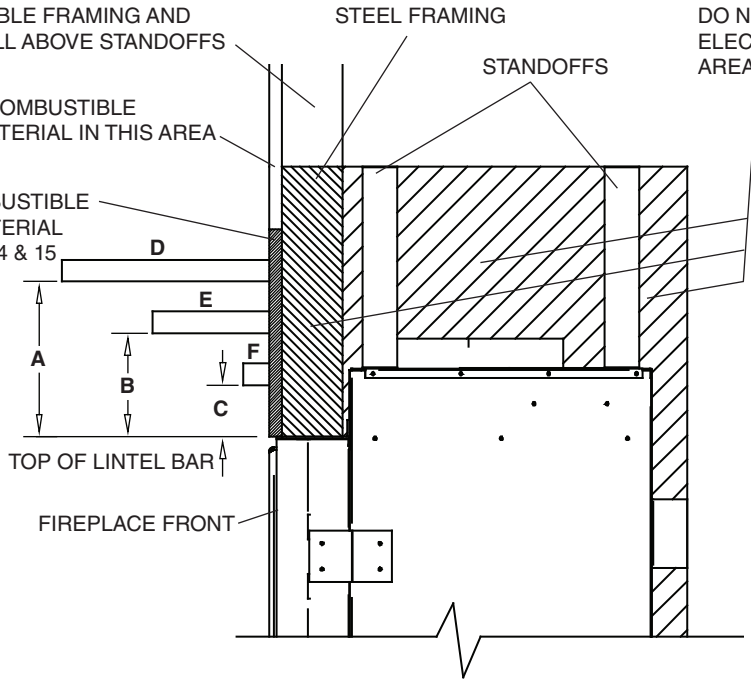 BLE FRAMING AND
LL ABOVE STANDOFFS
STEEL FRAMING
STANDOFFS
DO N
ELEC
AREA
OMBUSTIBLE
TERIAL IN THIS AREA
BUSTIBLE
TERIAL
4 & 15
D
E
F
A
B
C
TOP OF LINTEL BAR
FIREPLACE FRONT